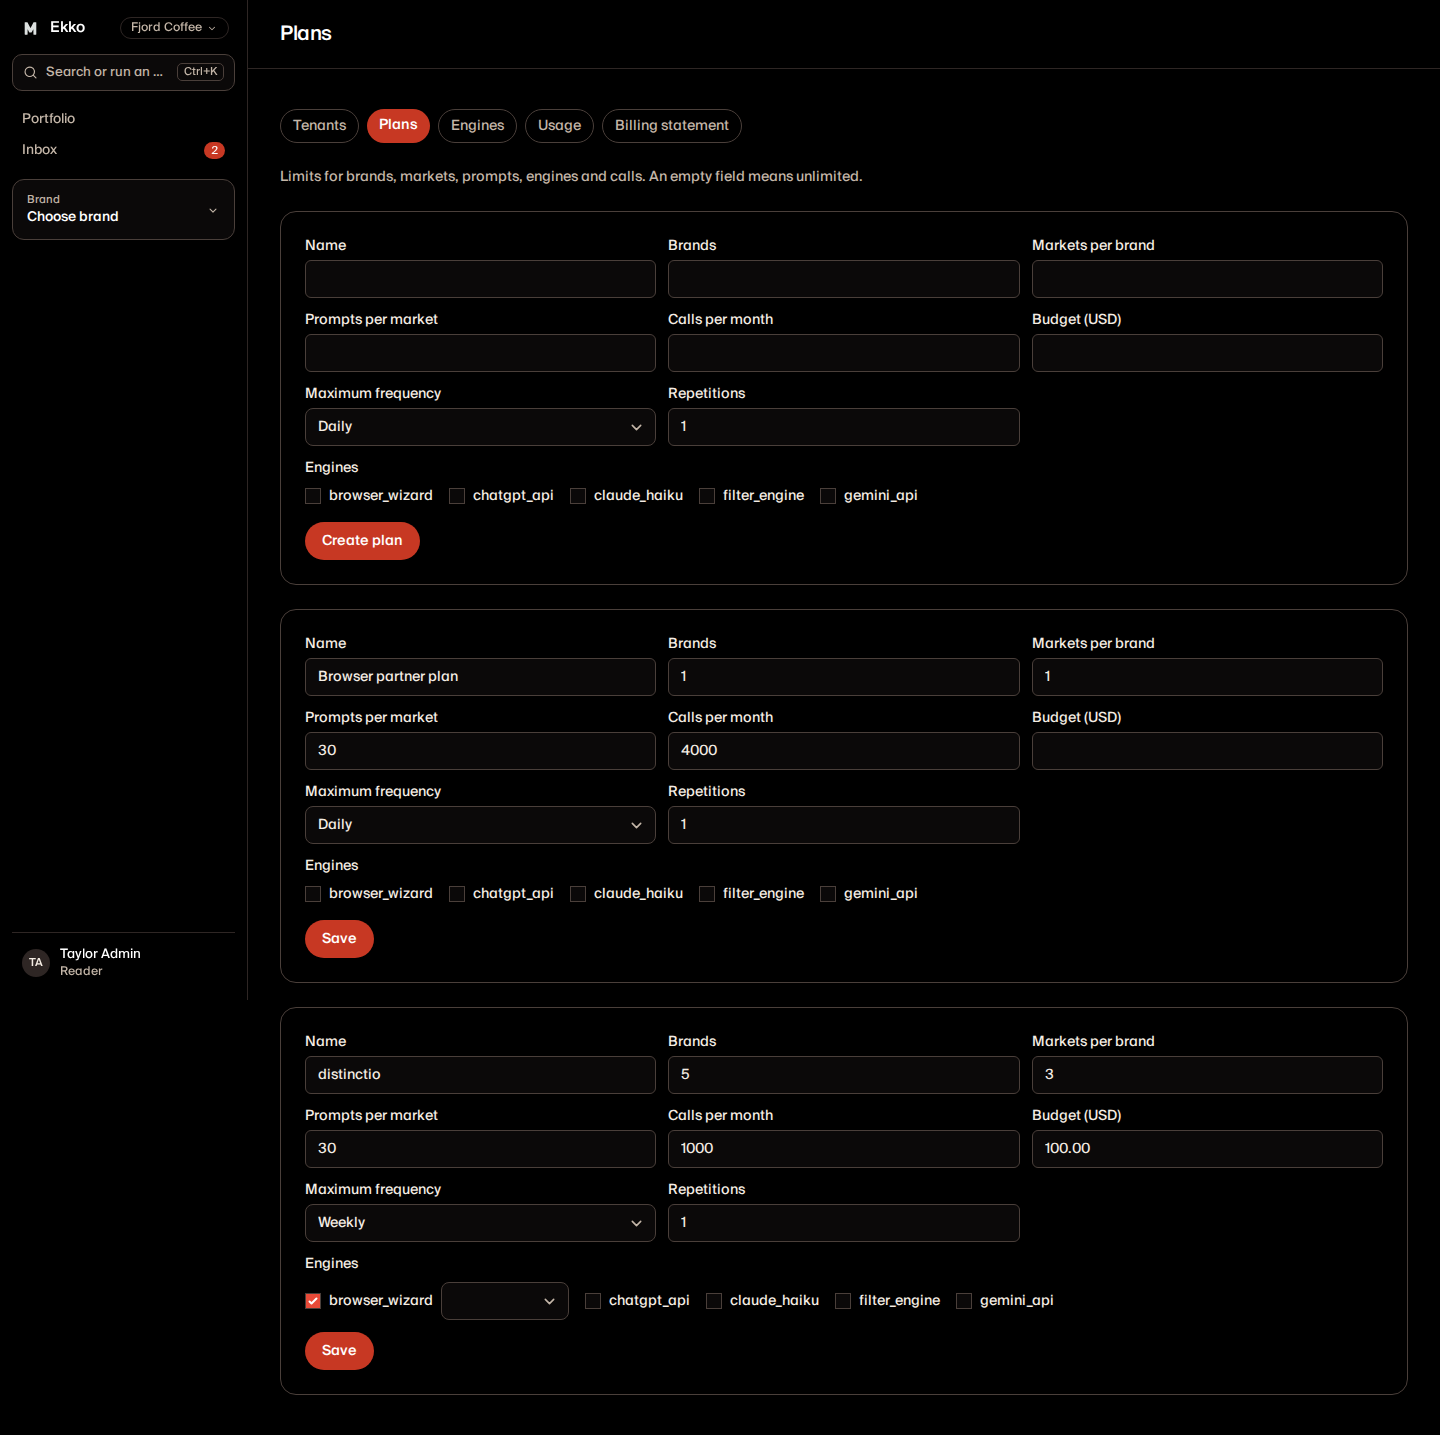 Ekko
Fjord Coffee
Search or run an ...
Ctrl+K
Portfolio
Inbox
2
Brand
Choose brand
TA
Taylor Admin
Reader
Plans
Tenants
Plans
Engines
Usage
Billing statement
Limits for brands, markets, prompts, engines and calls. An empty field means unlimited.
Name
Brands
Markets per brand
Prompts per market
Calls per month
Budget (USD)
Maximum frequency
Repetitions
Daily
1
Engines
browser_wizard
chatgpt_api
claude_haiku
filter_engine
gemini_api
Create plan
Name
Brands
Markets per brand
Browser partner plan
1
1
Prompts per market
Calls per month
Budget (USD)
30
4000
Maximum frequency
Repetitions
Daily
1
Engines
browser_wizard
chatgpt_api
claude_haiku
filter_engine
gemini_api
Save
Name
Brands
Markets per brand
distinctio
5
3
Prompts per market
Calls per month
Budget (USD)
30
1000
100.00
Maximum frequency
Repetitions
Weekly
1
Engines
browser_wizard
chatgpt_api
claude_haiku
filter_engine
gemini_api
Save